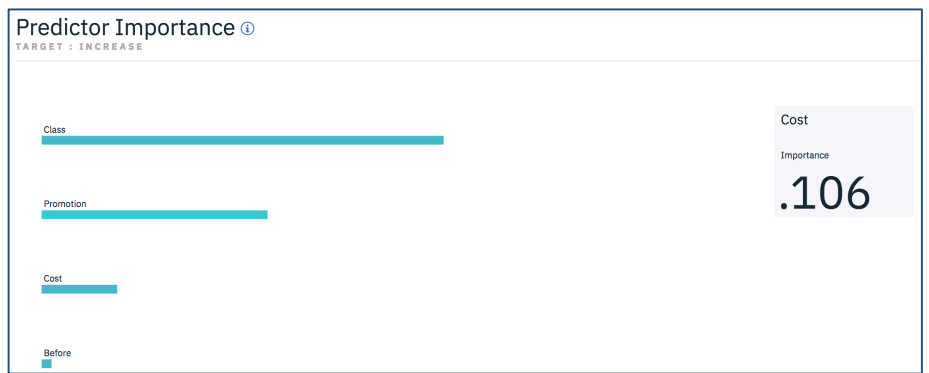 Predictor Importance
TARGET : INCREASE
Class
Promotion
Cost
Before
Cost
Importance
.106